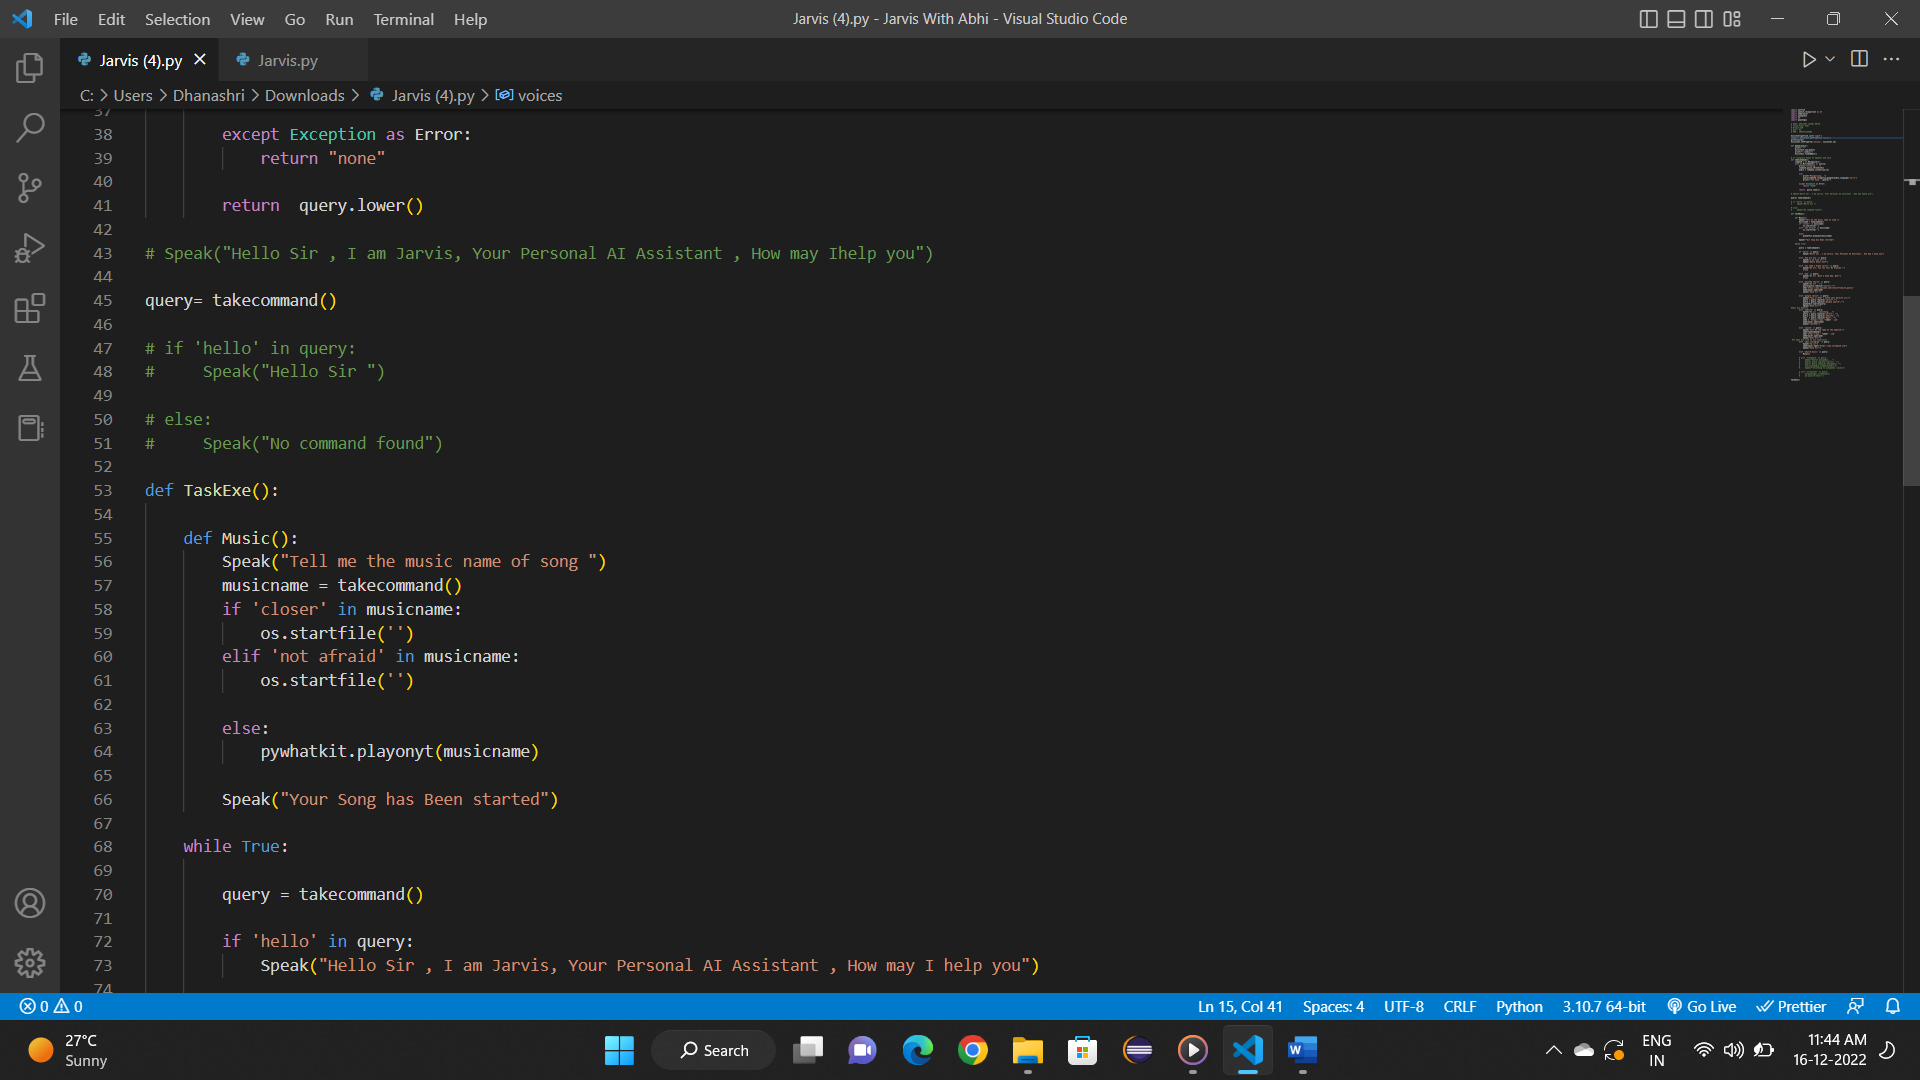 File Edit Selection View Go Run Terminal Help
Jarvis (4).py - Jarvis With Abhi - Visual Studio Code
Jarvis (4).py
Jarvis.py
C: > Users > Dhanashri > Downloads > Jarvis (4).py > voices
37
38 except Exception as Error:
39 return "none"
40
41 return  query.lower()
42
43 # Speak("Hello Sir , I am Jarvis, Your Personal AI Assistant , How may Ihelp you")
44
45 query= takecommand()
46
47 # if 'hello' in query:
48 #     Speak("Hello Sir ")
49
50 # else:
51 #     Speak("No command found")
52
53 def TaskExe():
54
55 def Music():
56 Speak("Tell me the music name of song ")
57 musicname = takecommand()
58 if 'closer' in musicname:
59 os.startfile('')
60 elif 'not afraid' in musicname:
61 os.startfile('')
62
63 else:
64 pywhatkit.playonyt(musicname)
65
66 Speak("Your Song has Been started")
67
68 while True:
69
70 query = takecommand()
71
72 if 'hello' in query:
73 Speak("Hello Sir , I am Jarvis, Your Personal AI Assistant , How may I help you")
74
0 0
Ln 15, Col 41 Spaces: 4 UTF-8 CRLF Python 3.10.7 64-bit Go Live Prettier
27°C
Sunny
Search
ENG
IN
11:44 AM
16-12-2022